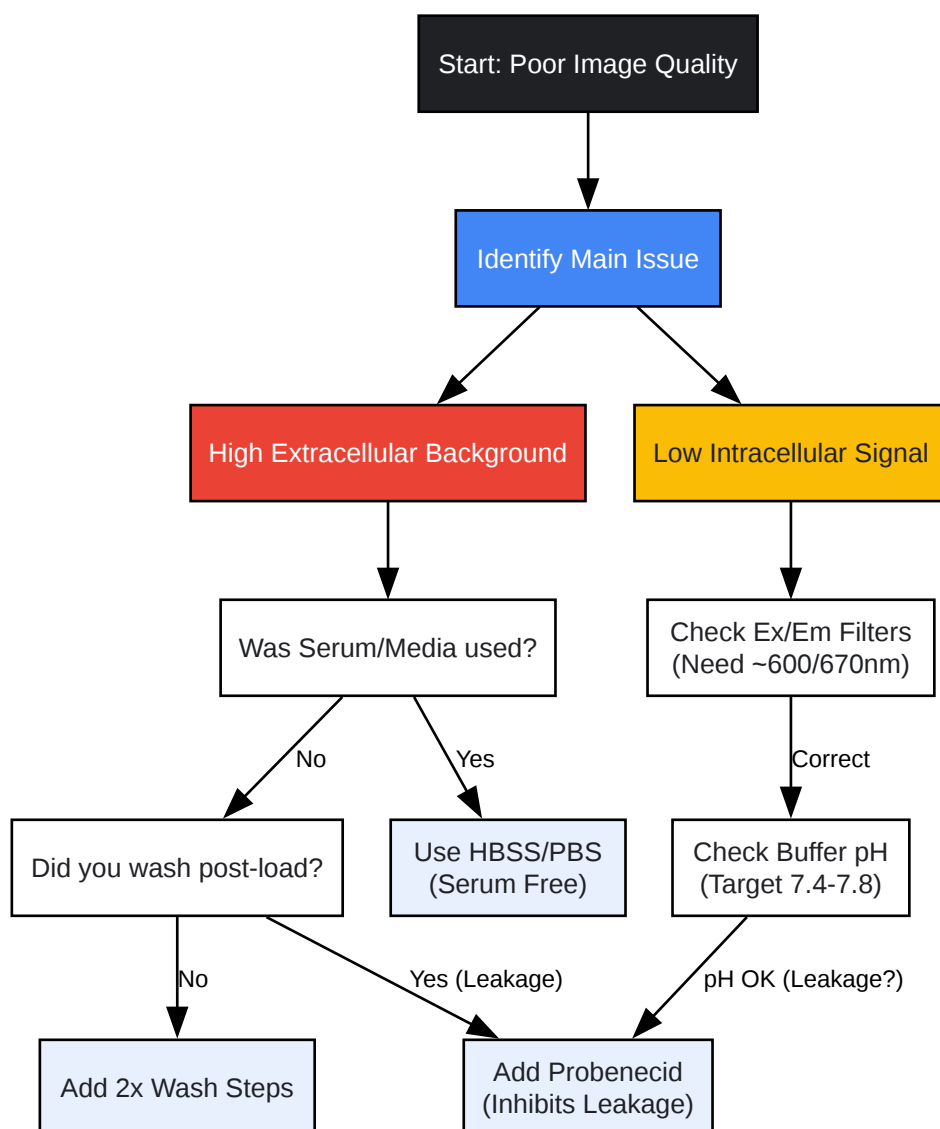 Start: Poor Image Quality
Identify Main Issue
High Extracellular Background
Low Intracellular Signal
Was Serum/Media used?
Check Ex/Em Filters
(Need ~600/670nm)
No
Yes
Correct
Did you wash post-load?
Use HBSS/PBS
(Serum Free)
Check Buffer pH
(Target 7.4-7.8)
No
Yes (Leakage)
pH OK (Leakage?)
Add 2x Wash Steps
Add Probenecid
(Inhibits Leakage)